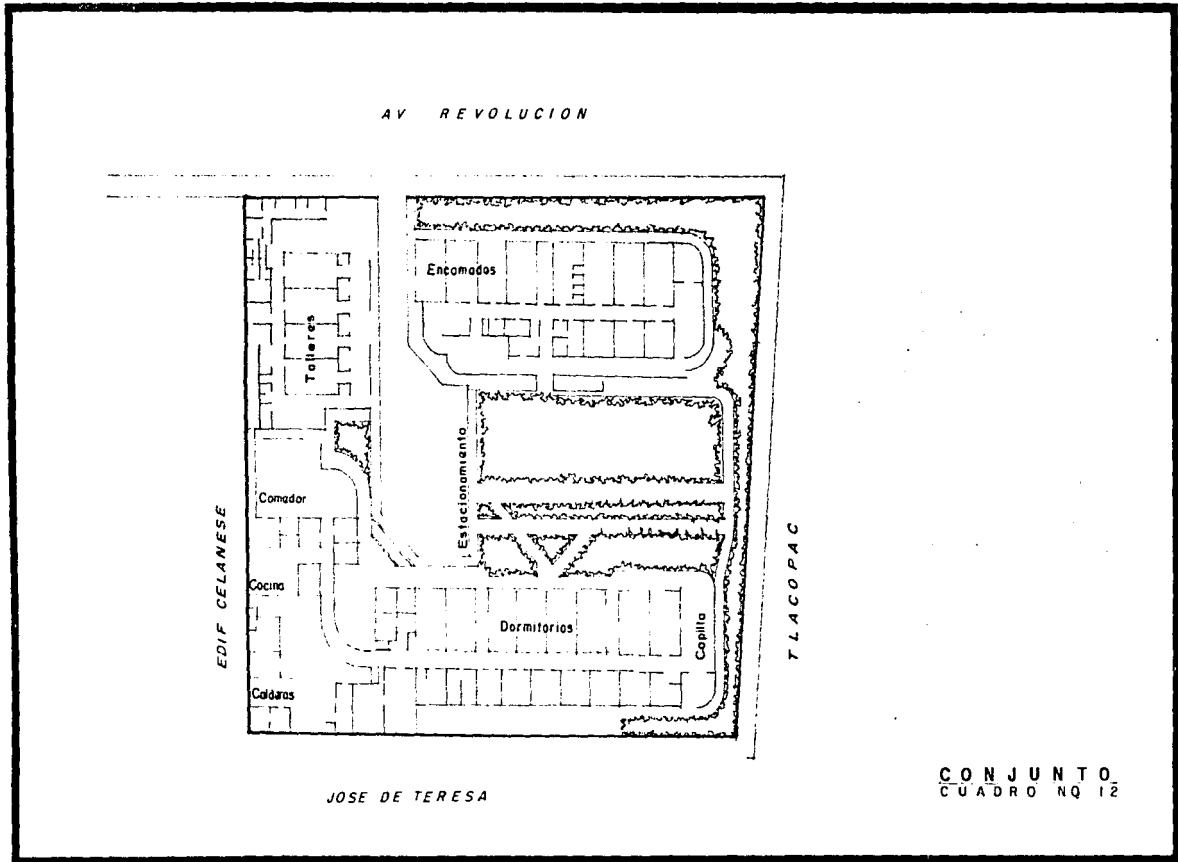 AV REVOLUCION
Encamados
Talleres
Estacionamiento
Comedor
EDIF CELANESE
TLACOPAC
Cocina
Dormitorios
Capilla
Calderas
JOSE DE TERESA
CONJUNTO
CUADRO NO 12